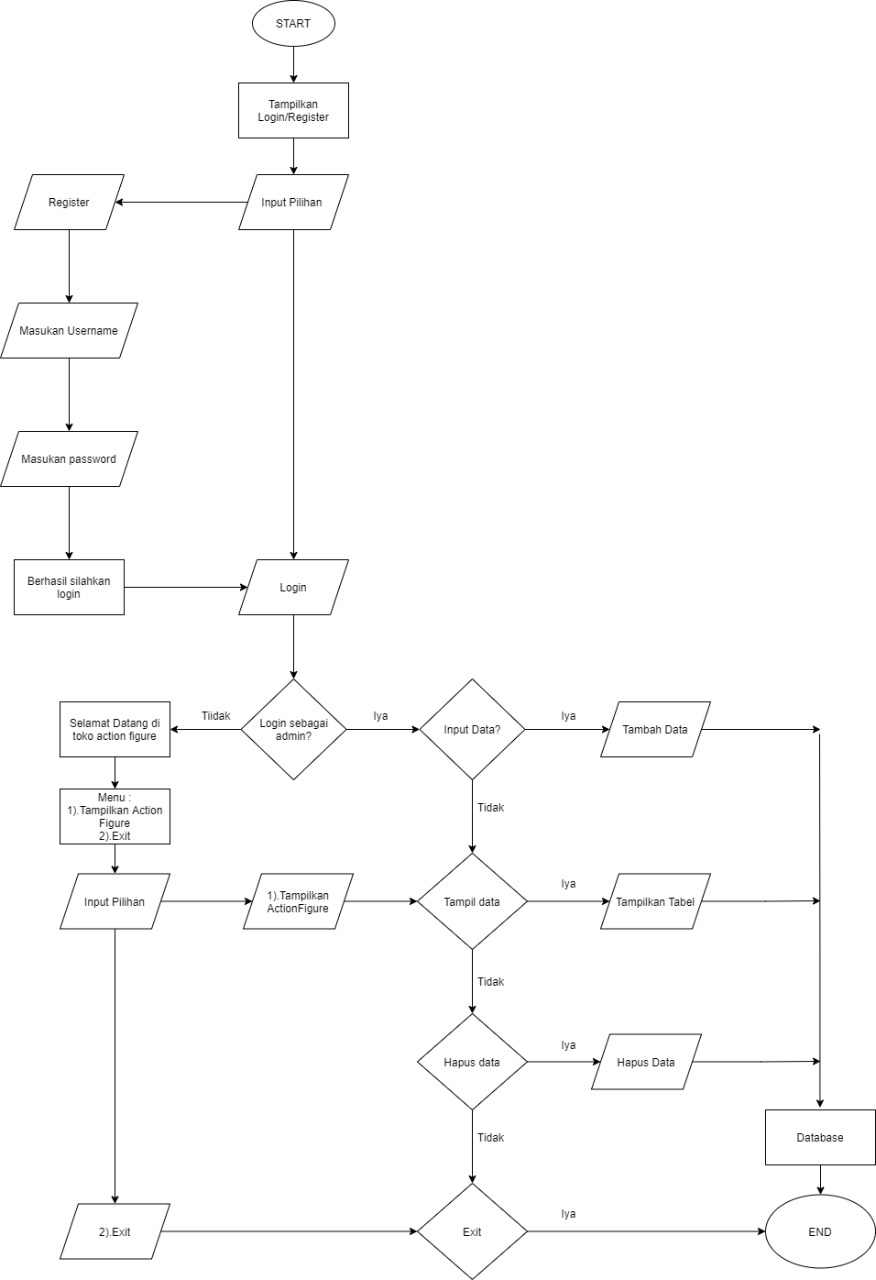 START
Tampilkan
Login/Register
Register
Input Pilihan
Masukan Username
Masukan password
Berhasil silahkan
login
Login
Selamat Datang di
toko action figure
Tiidak
Login sebagai
admin?
Iya
Input Data?
Iya
Tambah Data
Menu :
1).Tampilkan Action
Figure
2).Exit
Tidak
Input Pilihan
1).Tampilkan
ActionFigure
Tampil data
Iya
Tampilkan Tabel
Tidak
Hapus data
Iya
Hapus Data
Tidak
Database
2).Exit
Exit
Iya
END